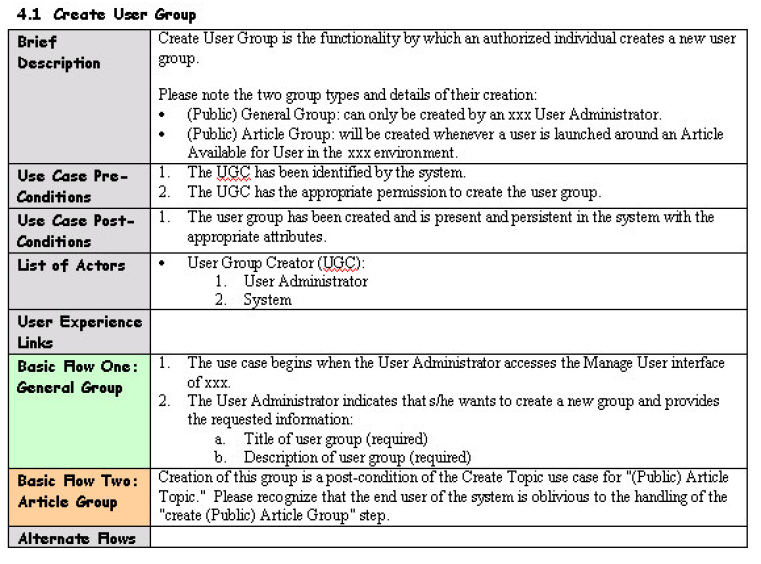 4.1 Create User Group
Brief
Description
Create User Group is the functionality by which an authorized individual creates a new user
group.
Please note the two group types and details of their creation:
• (Public) General Group: can only be created by an xxx User Administrator.
• (Public) Article Group: will be created whenever a user is launched around an Article
Available for User in the xxx environment.
Use Case Pre-
Conditions
1. The UGC has been identified by the system.
2. The UGC has the appropriate permission to create the user group.
Use Case Post-
Conditions
1. The user group has been created and is present and persistent in the system with the
appropriate attributes.
List of Actors
• User Group Creator (UGC):
1. User Administrator
2. System
User Experience
Links
Basic Flow One:
General Group
1. The use case begins when the User Administrator accesses the Manage User interface
of xxx.
2. The User Administrator indicates that s/he wants to create a new group and provides
the requested information:
a. Title of user group (required)
b. Description of user group (required)
Basic Flow Two:
Article Group
Creation of this group is a post-condition of the Create Topic use case for "(Public) Article
Topic." Please recognize that the end user of the system is oblivious to the handling of the
"create (Public) Article Group" step.
Alternate Flows